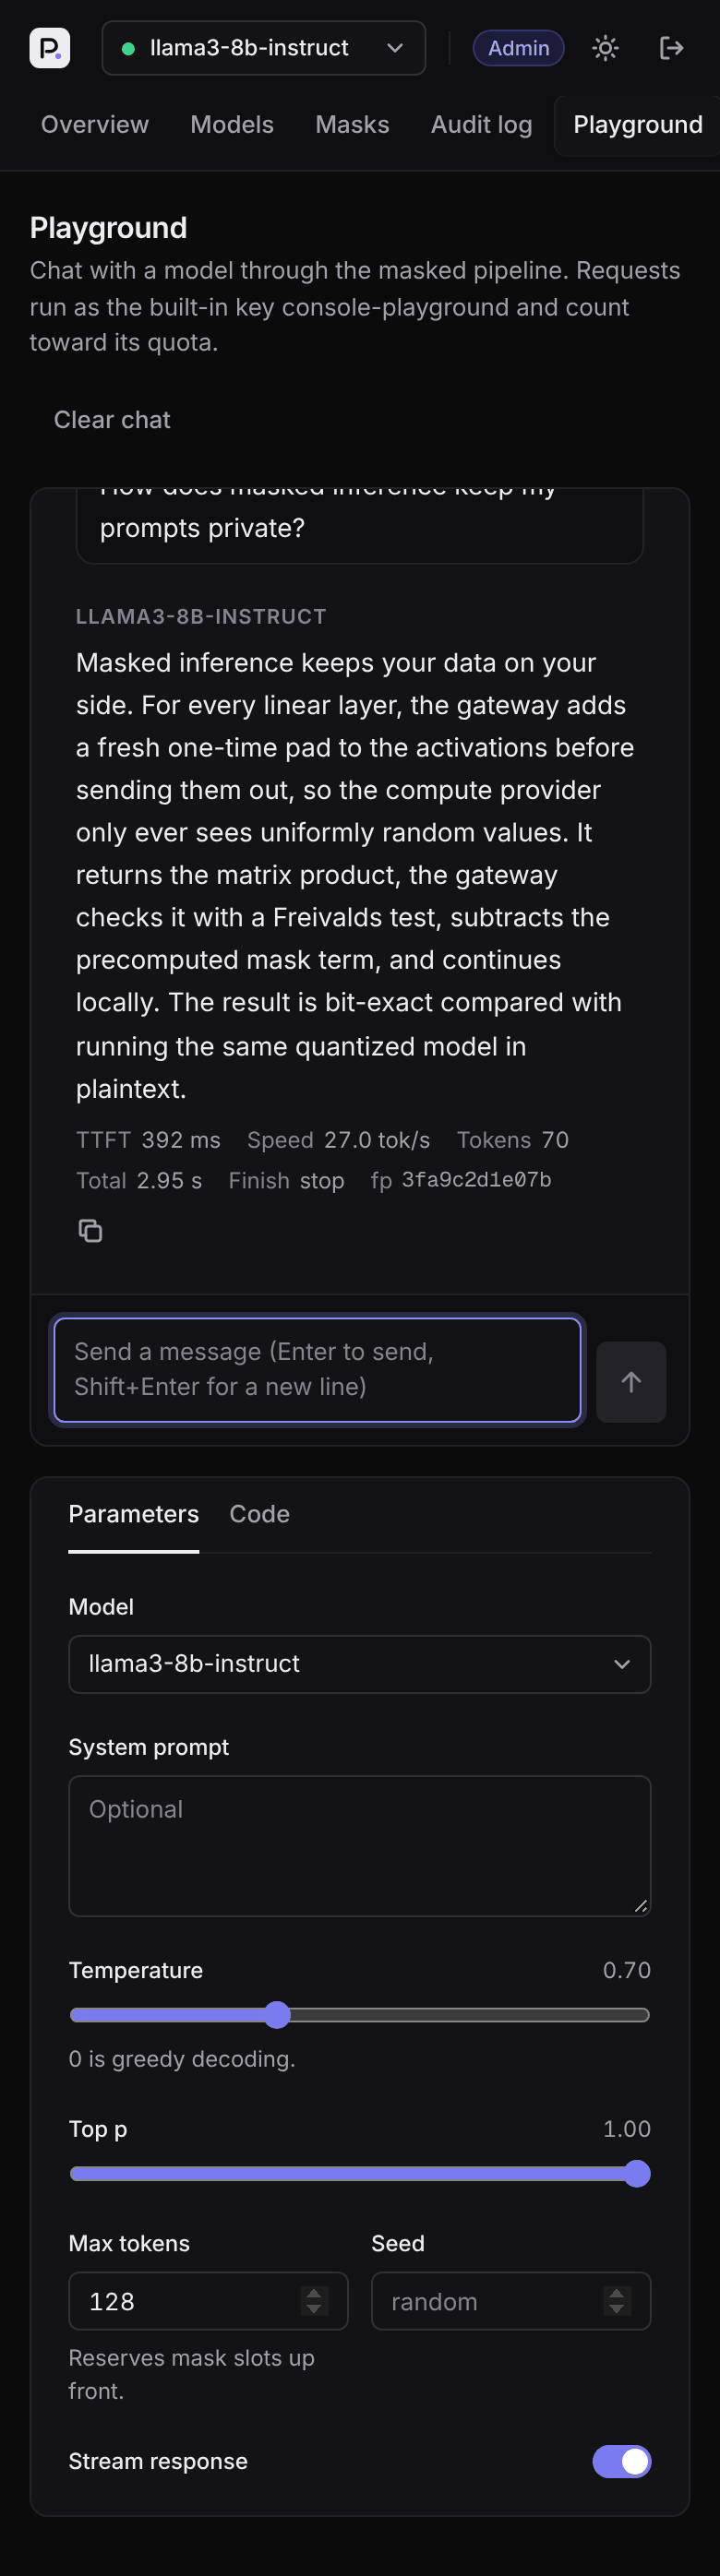 P.
llama3-8b-instruct
Admin
Overview Models Masks Audit log Playground
Playground
Chat with a model through the masked pipeline. Requests
run as the built-in key console-playground and count
toward its quota.
Clear chat
How does masked inference keep my
prompts private?
LLAMA3-8B-INSTRUCT
Masked inference keeps your data on your
side. For every linear layer, the gateway adds
a fresh one-time pad to the activations before
sending them out, so the compute provider
only ever sees uniformly random values. It
returns the matrix product, the gateway
checks it with a Freivalds test, subtracts the
precomputed mask term, and continues
locally. The result is bit-exact compared with
running the same quantized model in
plaintext.
TTFT 392 ms Speed 27.0 tok/s Tokens 70
Total 2.95 s Finish stop fp 3fa9c2d1e07b
Send a message (Enter to send,
Shift+Enter for a new line)
Parameters Code
Model
llama3-8b-instruct
System prompt
Optional
Temperature 0.70
0 is greedy decoding.
Top p 1.00
Max tokens Seed
128 random
Reserves mask slots up
front.
Stream response